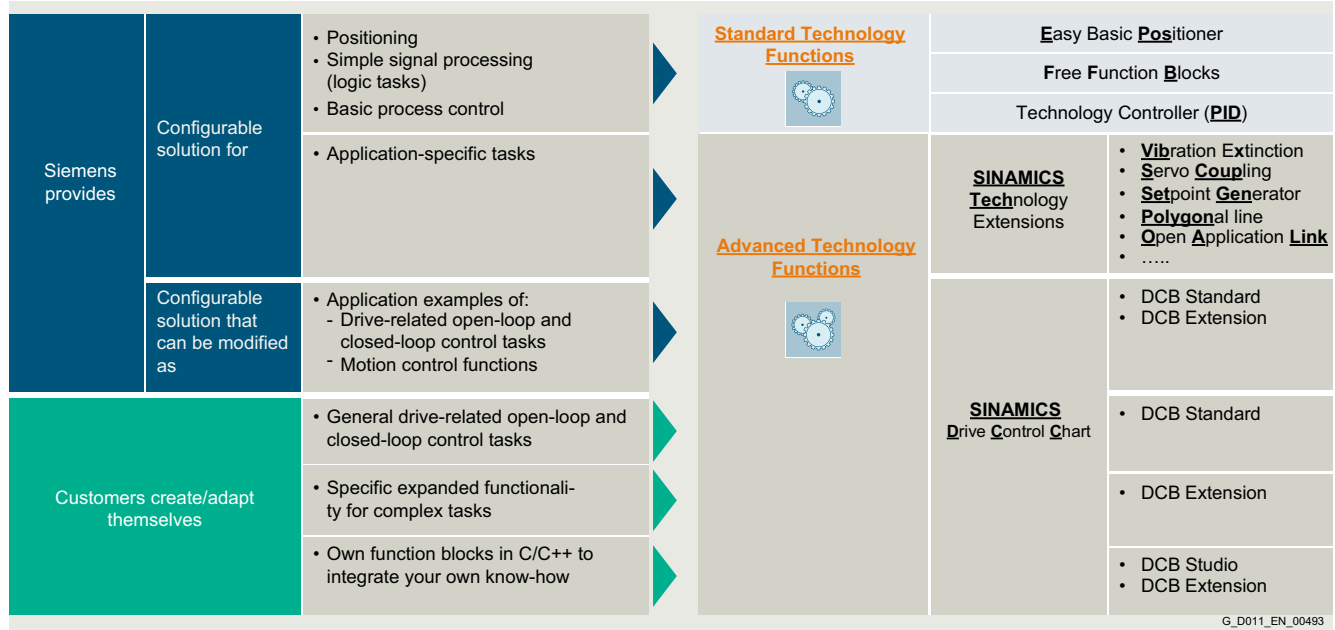 Siemens
provides
Configurable
solution for
• Positioning
• Simple signal processing
(logic tasks)
• Basic process control
• Application-specific tasks
Configurable
solution that
can be modified
as
• Application examples of:
- Drive-related open-loop and
closed-loop control tasks
- Motion control functions
Customers create/adapt
themselves
• General drive-related open-loop and
closed-loop control tasks
• Specific expanded functionali-
ty for complex tasks
• Own function blocks in C/C++ to
integrate your own know-how
Standard Technology
Functions
Easy Basic Positioner
Free Function Blocks
Technology Controller (PID)
Advanced Technology
Functions
SINAMICS
Technology
Extensions
• Vibration Extinction
• Servo Coupling
• Setpoint Generator
• Polygonal line
• Open Application Link
• …..
SINAMICS
Drive Control Chart
• DCB Standard
• DCB Extension
• DCB Standard
• DCB Extension
• DCB Studio
• DCB Extension
G_D011_EN_00493